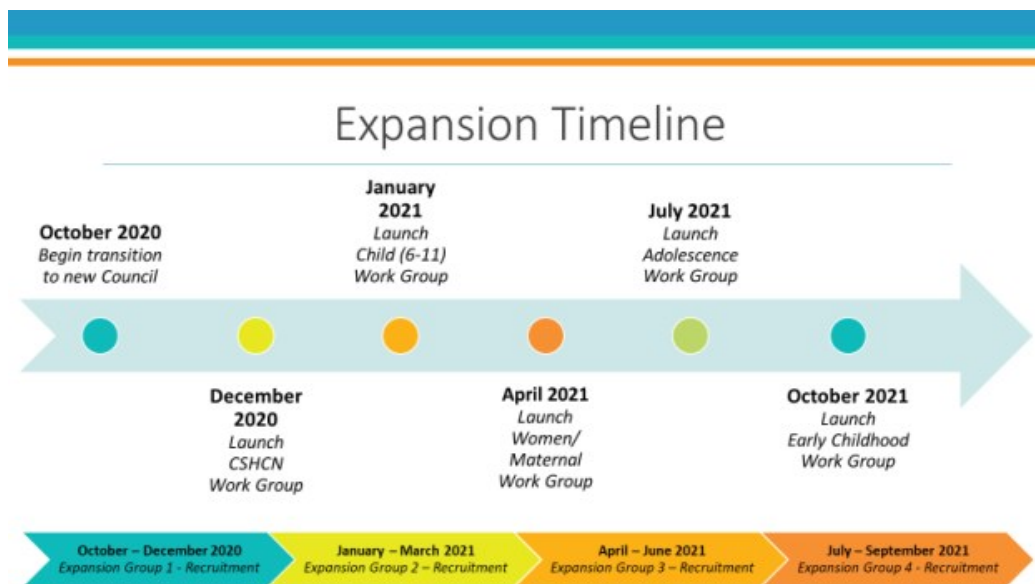 Expansion Timeline
October 2020
Begin transition
to new Council
January
2021
Launch
Child (6-11)
Work Group
July 2021
Launch
Adolescence
Work Group
December
2020
Launch
CSHCN
Work Group
April 2021
Launch
Women/
Maternal
Work Group
October 2021
Launch
Early Childhood
Work Group
October – December 2020
Expansion Group 1 - Recruitment
January – March 2021
Expansion Group 2 – Recruitment
April – June 2021
Expansion Group 3 – Recruitment
July – September 2021
Expansion Group 4 - Recruitment